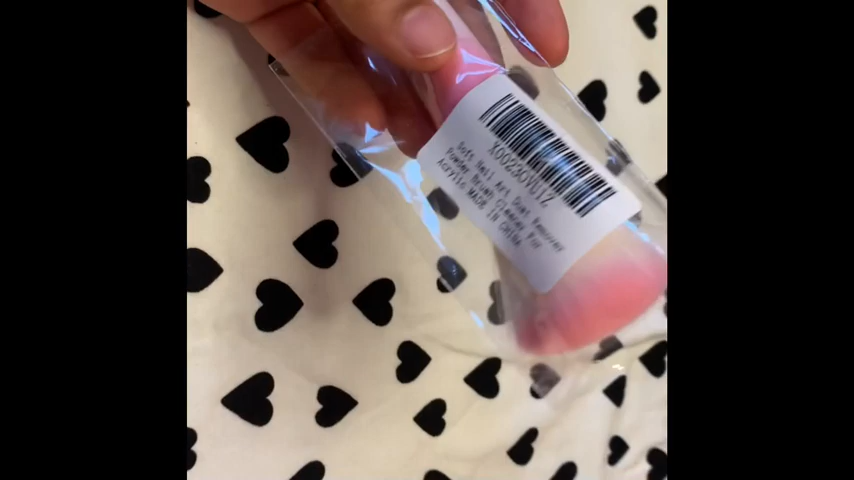 X0023OVU1Z
Soft Nail Art Dust Remover
Powder Brush Cleaner For
Acrylic MADE IN CHINA